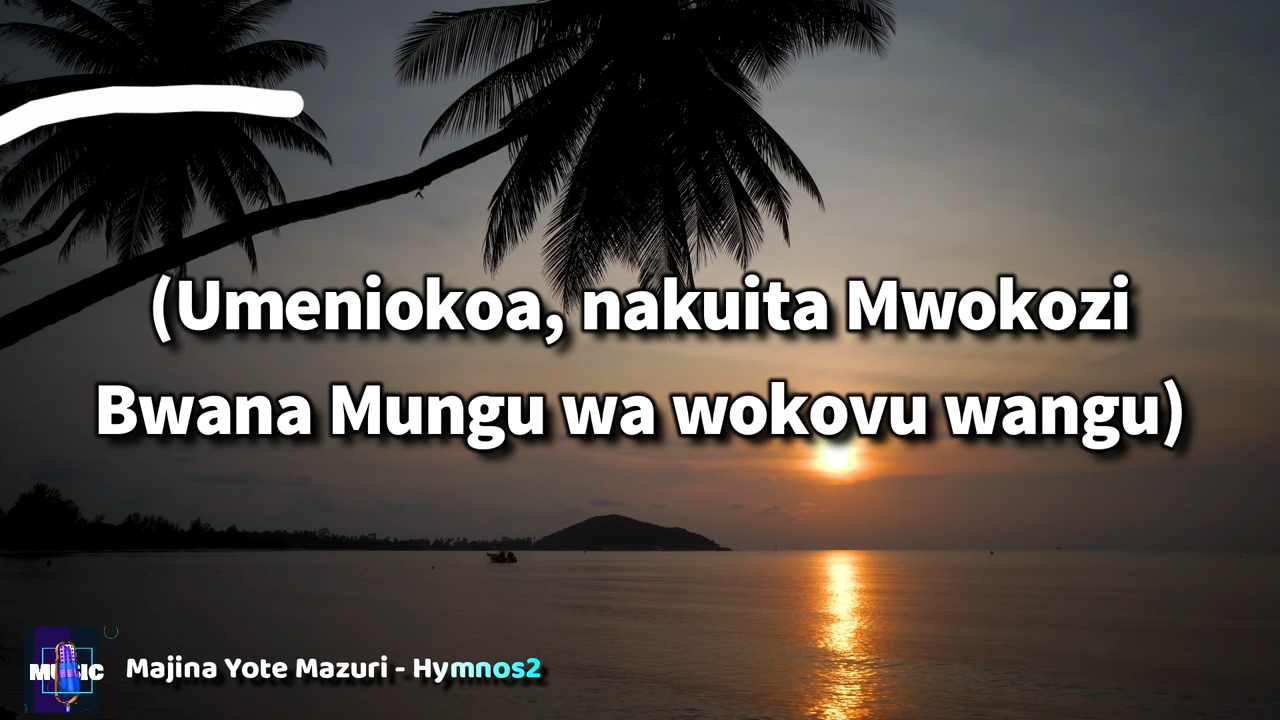 (Umeniokoa, nakuita Mwokozi
Bwana Mungu wa wokovu wangu)
MUSIC
Majina Yote Mazuri - Hymnos2